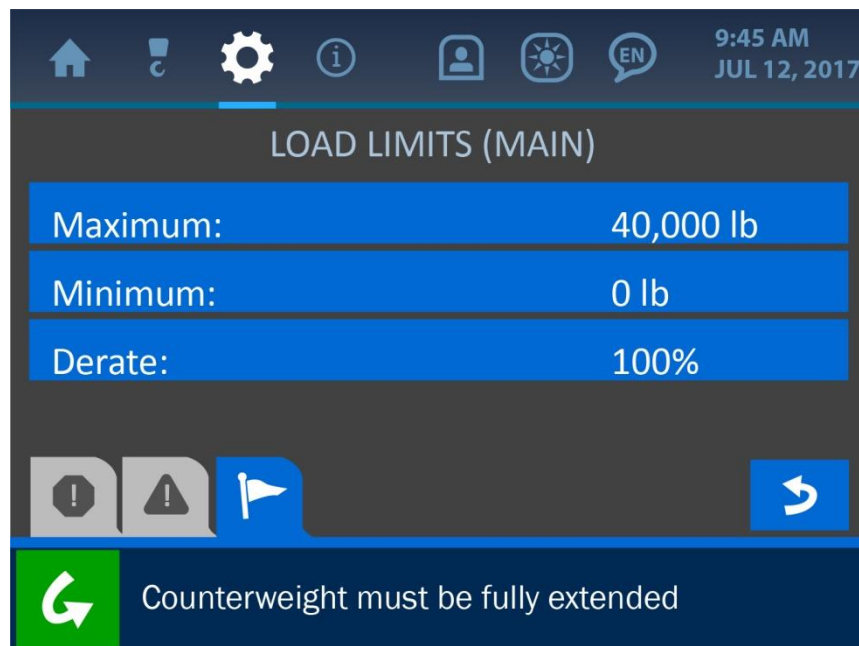 EN
9:45 AM
JUL 12, 2017
LOAD LIMITS (MAIN)
Maximum: 40,000 lb
Minimum: 0 lb
Derate: 100%
Counterweight must be fully extended